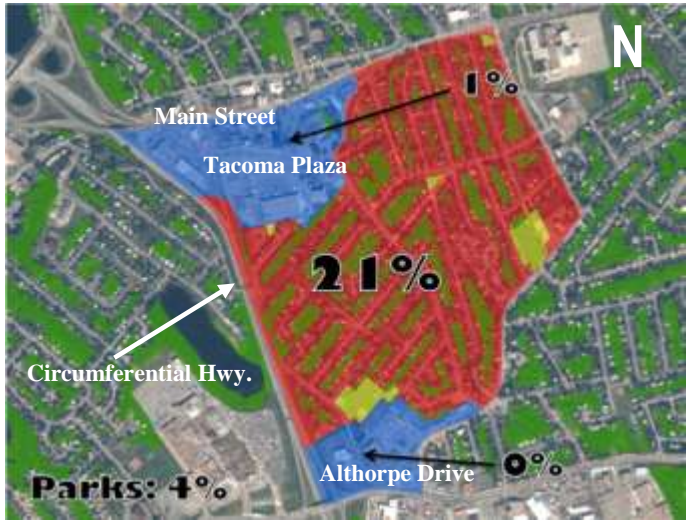 N
1%
Main Street
Tacoma Plaza
21%
Circumferential Hwy.
Althorpe Drive
0%
Parks: 4%